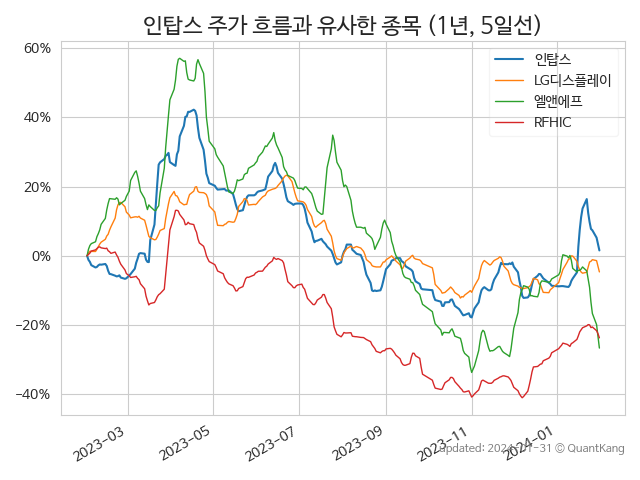 인탑스 주가 흐름과 유사한 종목 (1년, 5일선)
인탑스
LG디스플레이
엘앤에프
RFHIC
60%
40%
20%
0%
−20%
−40%
2023-03
2023-05
2023-07
2023-09
2023-11
2024-01
updated: 2024-01-31 © QuantKang